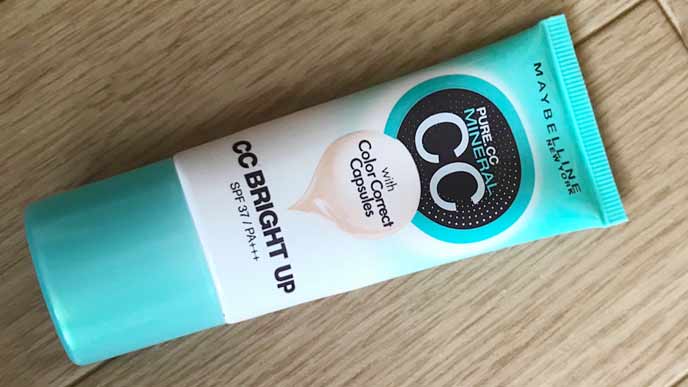 MAYBELLINE
NEW YORK
PURE.CC
MINERAL
CC
with
Color Correct
Capsules
CC BRIGHT UP
SPF 37 / PA+++